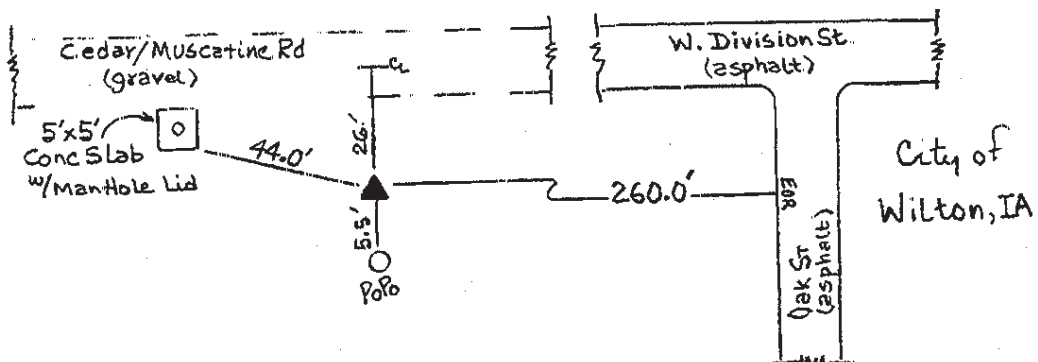 Cedar/Muscatine Rd
(gravel)
W. Division St.
(asphalt)
CL
5'x5'
Conc Slab
w/ManHole Lid
44.0'
26.'
260.0'
EOR
City of
Wilton, IA
5.5'
PoPo
Oak St
(asphalt)